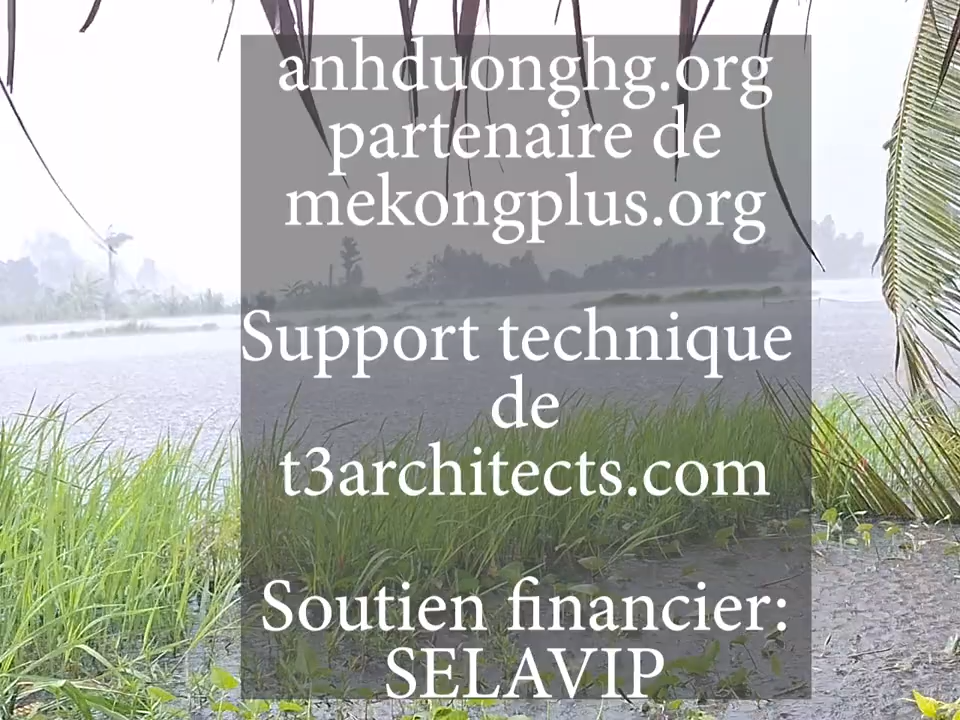 anhduonghg.org
partenaire de
mekongplus.org
Support technique
de
t3architects.com
Soutien financier:
SELAVIP